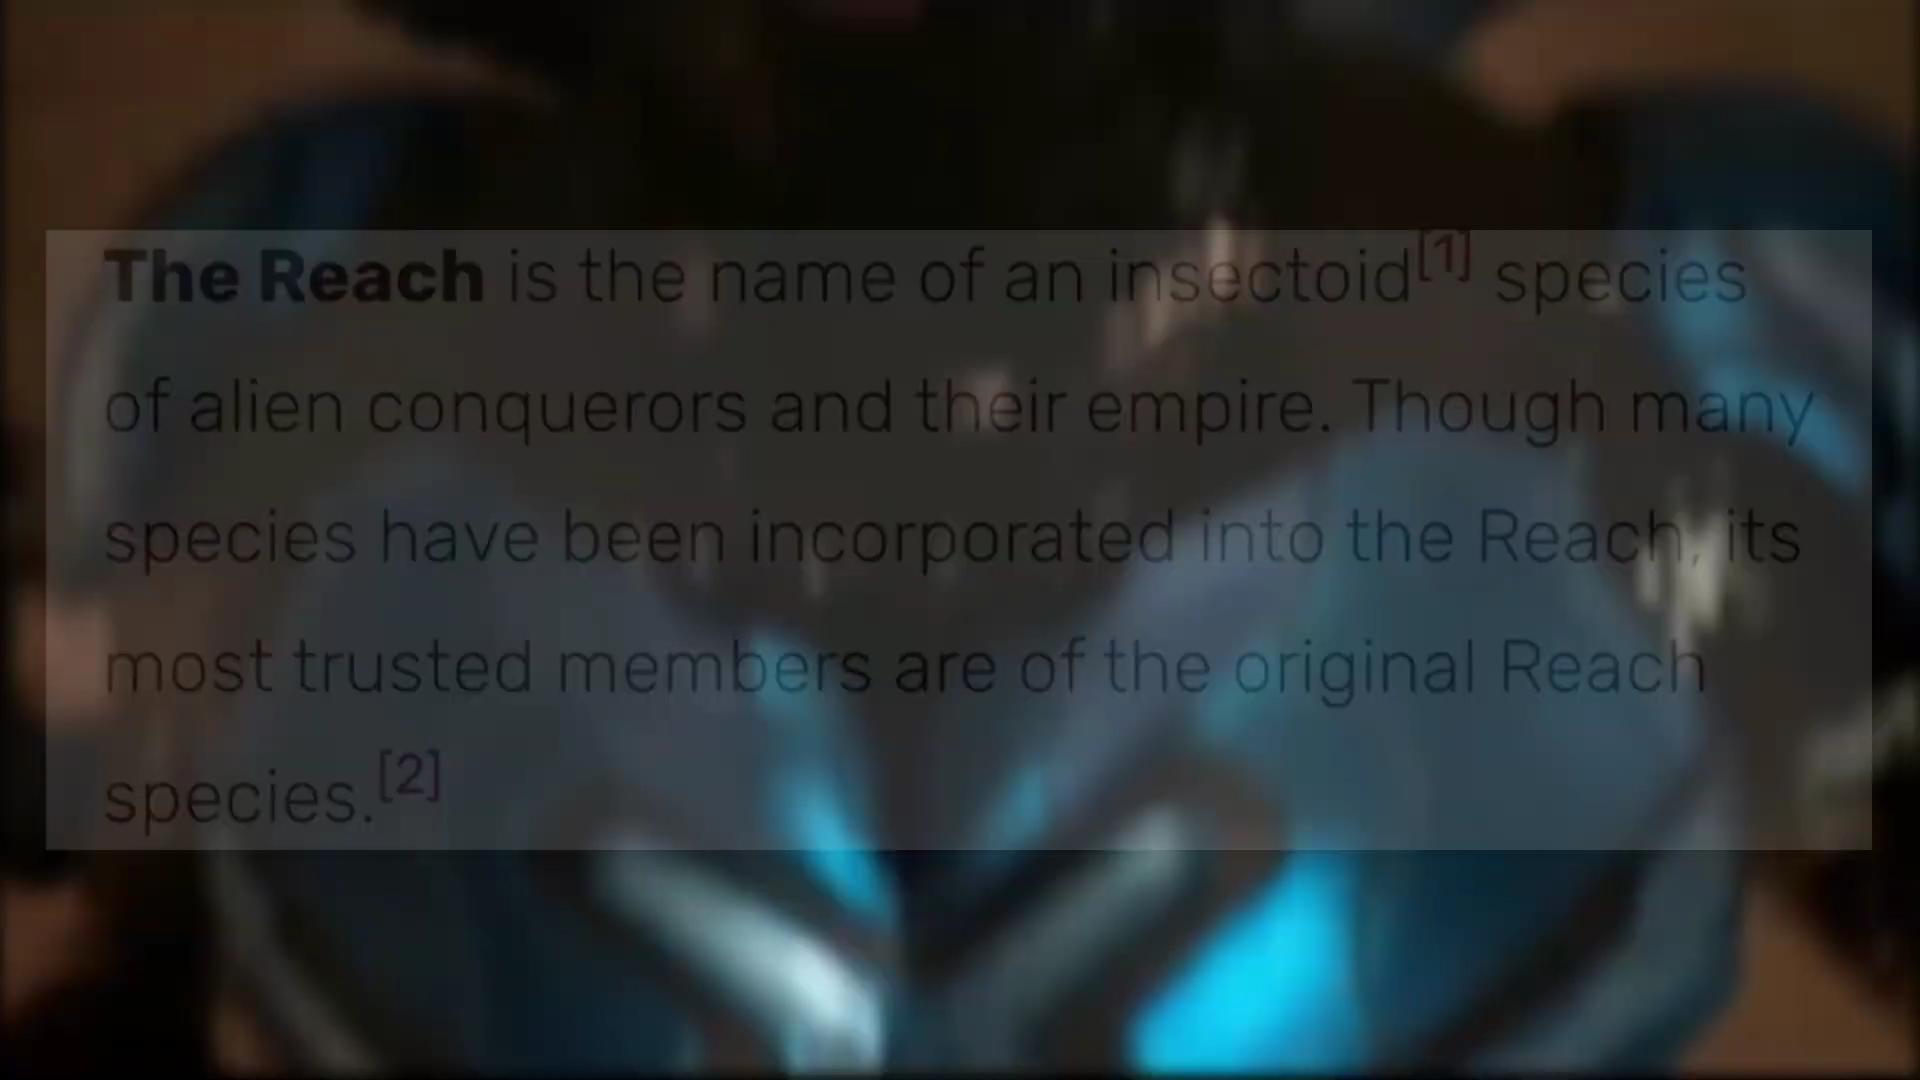 The Reach is the name of an insectoid[1] species
of alien conquerors and their empire. Though many
species have been incorporated into the Reach, its
most trusted members are of the original Reach
species.[2]